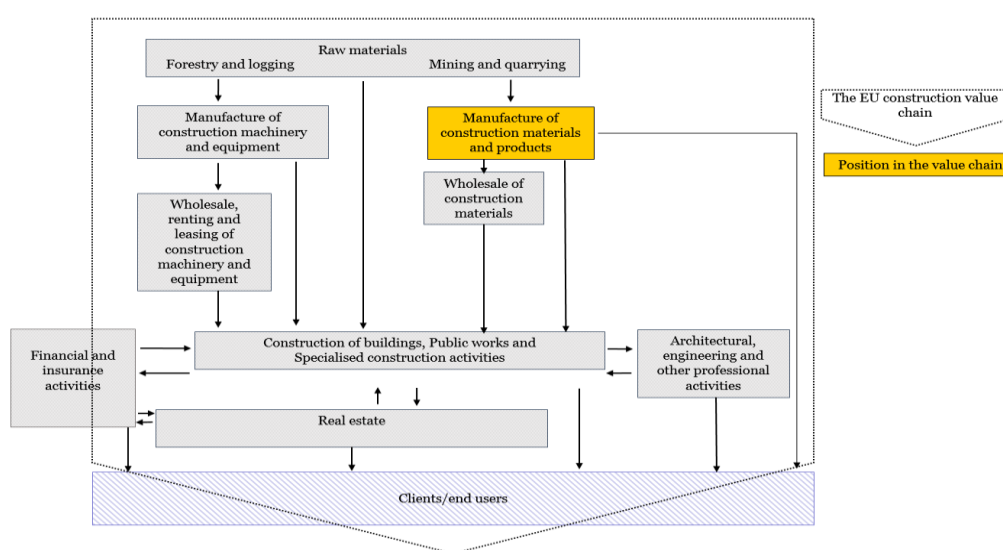 Raw materials
Forestry and logging
Mining and quarrying
Manufacture of
construction machinery
and equipment
Manufacture of
construction materials
and products
The EU construction value
chain
Position in the value chain
Wholesale of
construction
materials
Wholesale,
renting and
leasing of
construction
machinery and
equipment
Financial and
insurance
activities
Construction of buildings, Public works and
Specialised construction activities
Architectural,
engineering and
other professional
activities
Real estate
Clients/end users